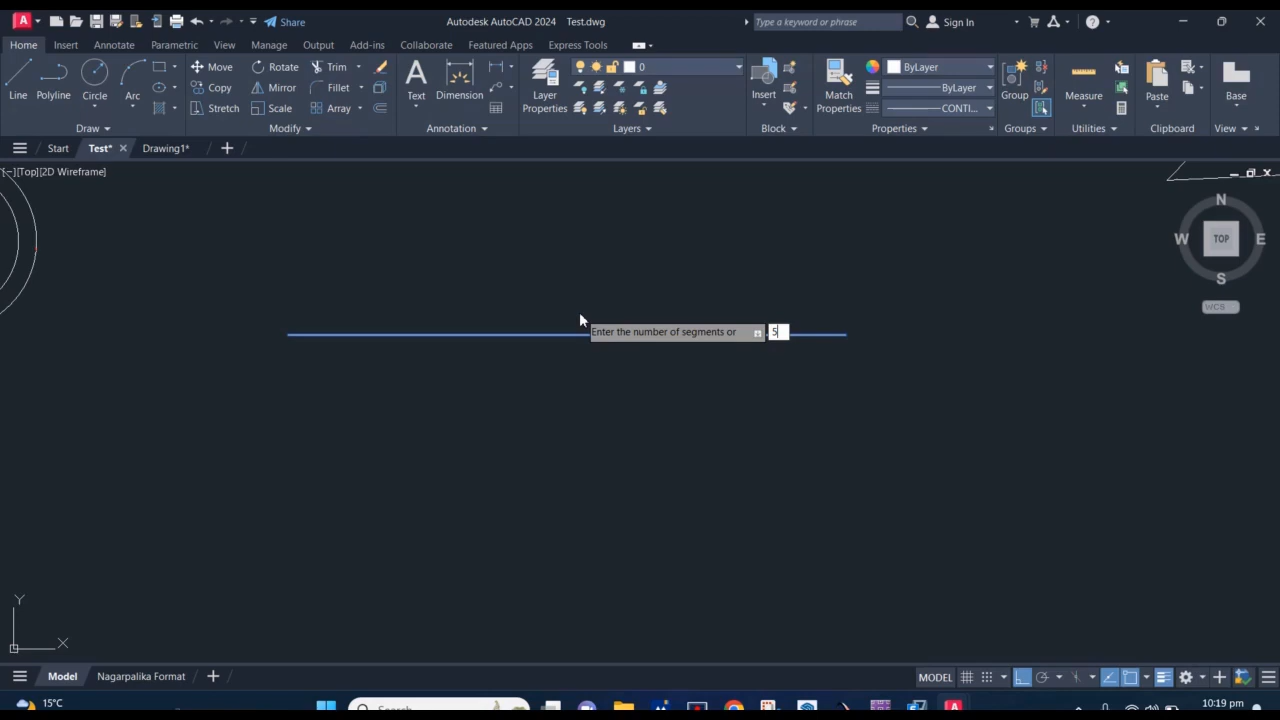 A Share Autodesk AutoCAD 2024 Test.dwg Type a keyword or phrase Sign In
Home Insert Annotate Parametric View Manage Output Add-ins Collaborate Featured Apps Express Tools
Line Polyline Circle Arc Move Rotate Trim Text Dimension Layer Properties 0 Insert Match Properties ByLayer Group Measure Paste Base
Copy Mirror Fillet ByLayer
Stretch Scale Array CONTI...
Draw Modify Annotation Layers Block Properties Groups Utilities Clipboard View
Start Test* Drawing1*
[−][Top][2D Wireframe]
N
W TOP E
S
WCS
Enter the number of segments or 5
Y
X
Model Nagarpalika Format MODEL
15°C Search A 10:19 pm